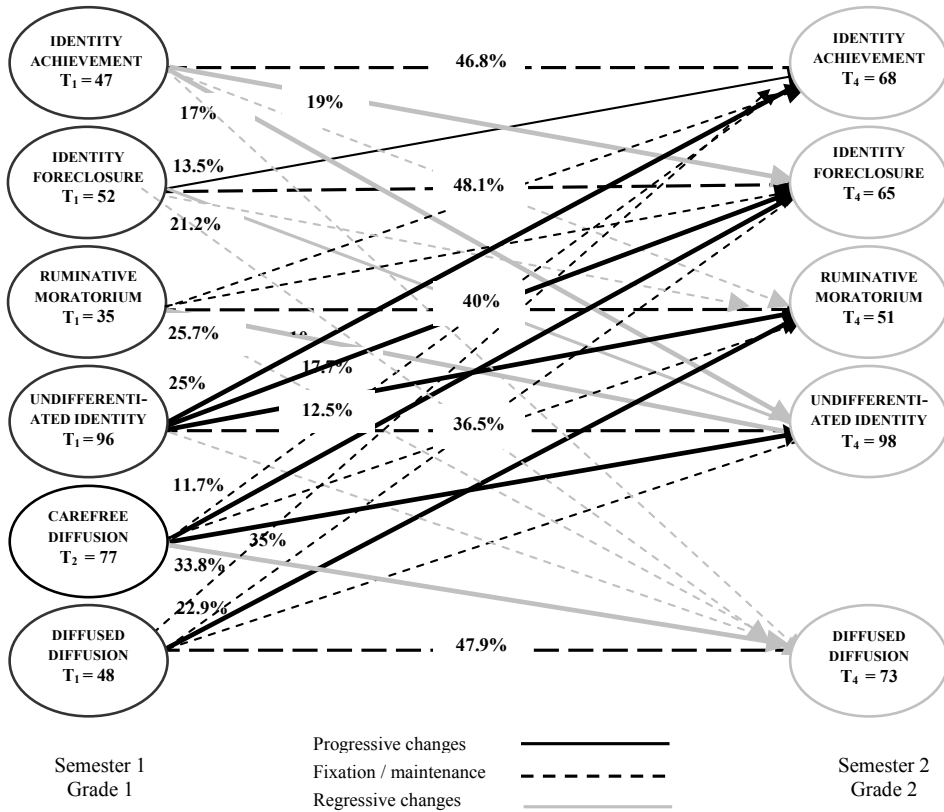 IDENTITY
ACHIEVEMENT
T1 = 47
IDENTITY
FORECLOSURE
T1 = 52
RUMINATIVE
MORATORIUM
T1 = 35
UNDIFFERENTI-
ATED IDENTITY
T1 = 96
CAREFREE
DIFFUSION
T2 = 77
DIFFUSED
DIFFUSION
T1 = 48
46.8%
19%
17%
13.5%
48.1%
21.2%
40%
25.7%
17.7%
25%
12.5%
36.5%
11.7%
35%
33.8%
22.9%
47.9%
IDENTITY
ACHIEVEMENT
T4 = 68
IDENTITY
FORECLOSURE
T4 = 65
RUMINATIVE
MORATORIUM
T4 = 51
UNDIFFERENTI-
ATED IDENTITY
T4 = 98
DIFFUSED
DIFFUSION
T4 = 73
Semester 1
Grade 1
Progressive changes
Fixation / maintenance
Regressive changes
Semester 2
Grade 2